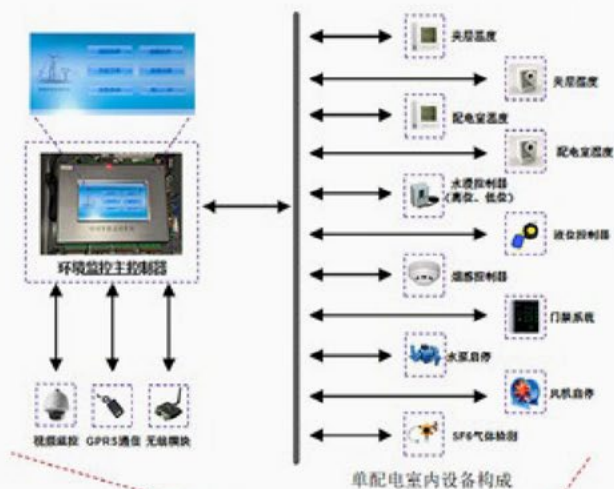 夹层温度
夹层湿度
配电室温度
配电室湿度
水浸控制器
(高位、低位)
液位控制器
环境监控主控制器
烟感控制器
门禁系统
水泵启停
风机启停
视频监控 GPRS通信 无线模块
SF6气体检测
单配电室内设备构成